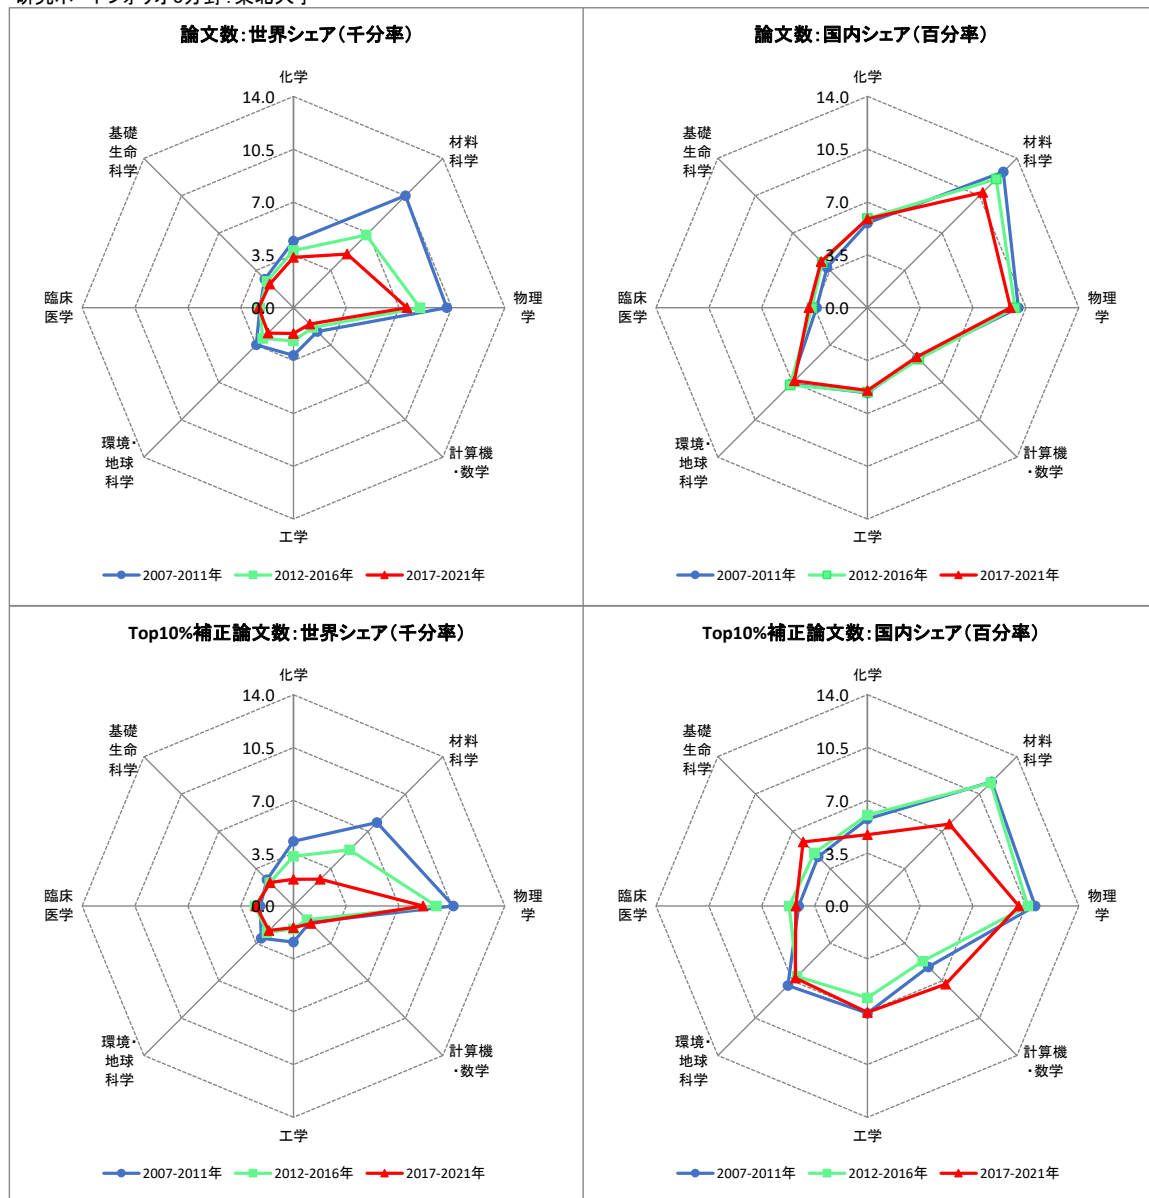 論文数:世界シェア(千分率)
化学
14.0
10.5
7.0
3.5
0.0
材料
科学
物理
学
計算機
・数学
工学
環境・
地球
科学
臨床
医学
基礎
生命
科学
2007-2011年 2012-2016年 2017-2021年
論文数:国内シェア(百分率)
化学
14.0
10.5
7.0
3.5
0.0
材料
科学
物理
学
計算機
・数学
工学
環境・
地球
科学
臨床
医学
基礎
生命
科学
2007-2011年 2012-2016年 2017-2021年
Top10%補正論文数:世界シェア(千分率)
化学
14.0
10.5
7.0
3.5
0.0
材料
科学
物理
学
計算機
・数学
工学
環境・
地球
科学
臨床
医学
基礎
生命
科学
2007-2011年 2012-2016年 2017-2021年
Top10%補正論文数:国内シェア(百分率)
化学
14.0
10.5
7.0
3.5
0.0
材料
科学
物理
学
計算機
・数学
工学
環境・
地球
科学
臨床
医学
基礎
生命
科学
2007-2011年 2012-2016年 2017-2021年